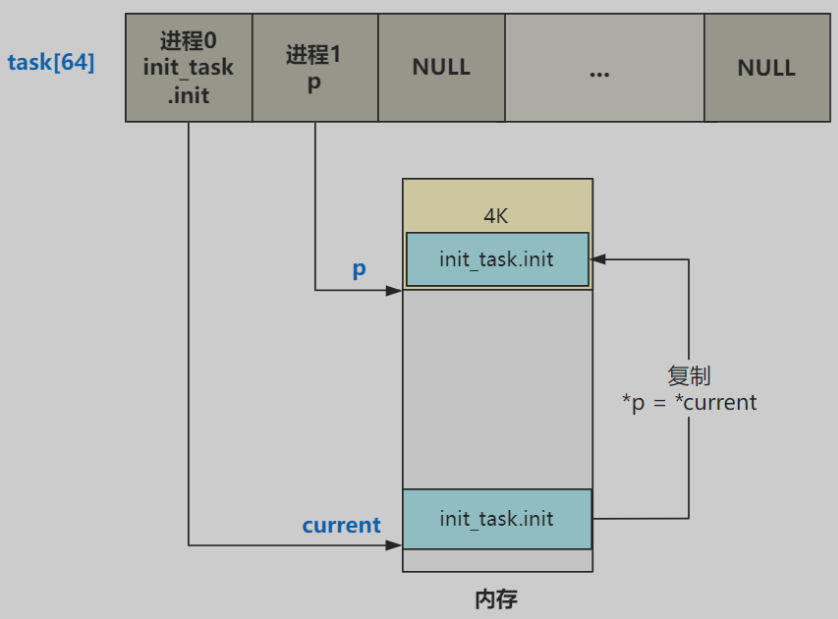 task[64]
进程0
init_task
.init
进程1
p
NULL
...
NULL
4K
init_task.init
p
复制
*p = *current
current
init_task.init
内存